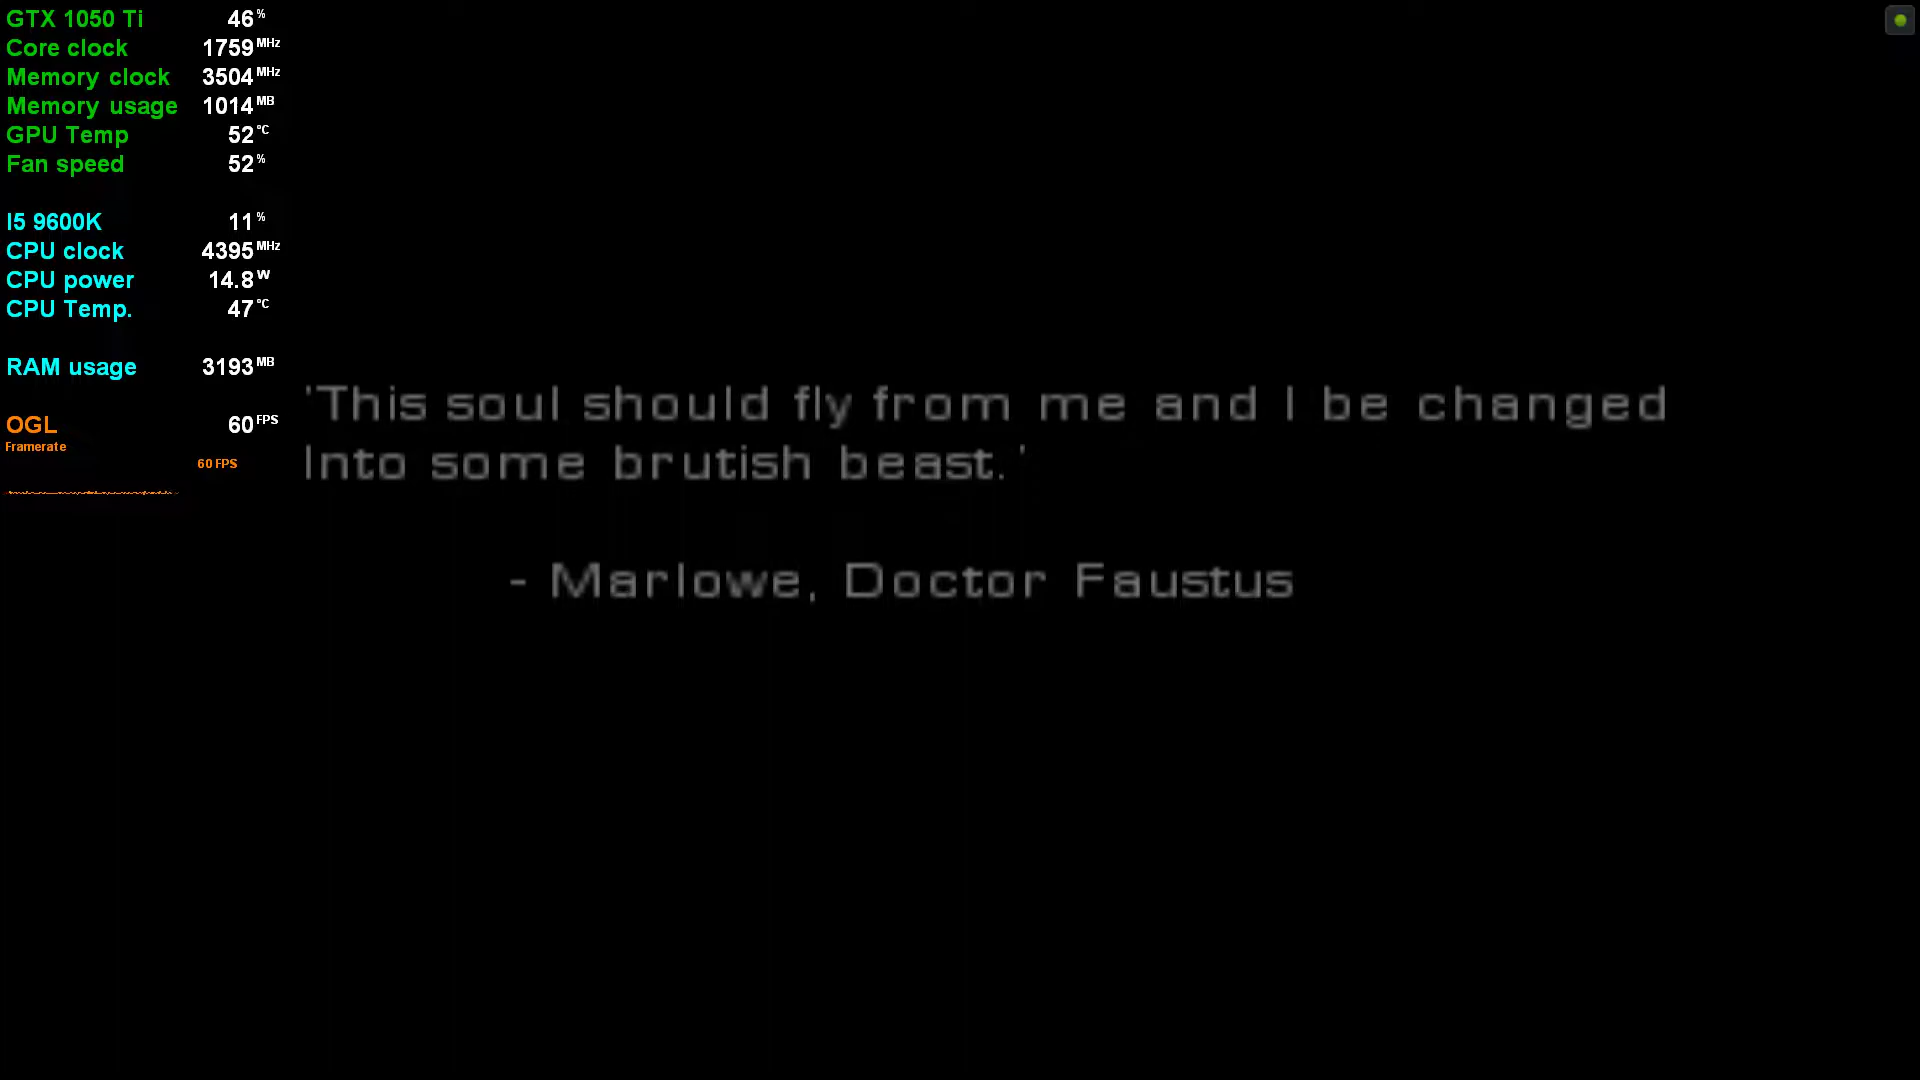 GTX 1050 Ti 46 %
Core clock 1759 MHz
Memory clock 3504 MHz
Memory usage 1014 MB
GPU Temp 52 °C
Fan speed 52 %
I5 9600K 11 %
CPU clock 4395 MHz
CPU power 14.8 W
CPU Temp. 47 °C
RAM usage 3193 MB
OGL 60 FPS
Framerate
60 FPS
'This soul should fly from me and I be changed
Into some brutish beast.'
- Marlowe, Doctor Faustus